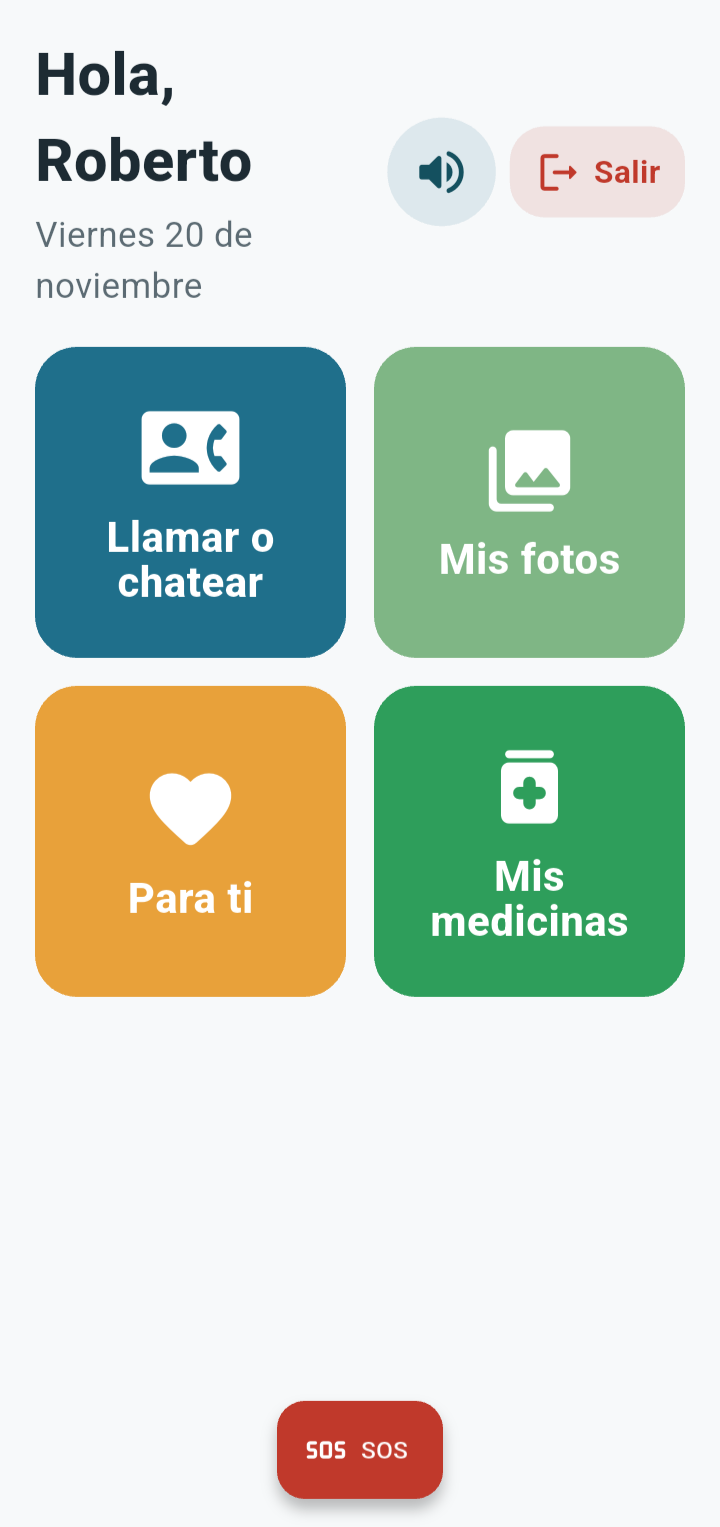 Hola,
Roberto
Viernes 20 de
noviembre
Salir
Llamar o
chatear
Mis fotos
Para ti
Mis
medicinas
SOS SOS